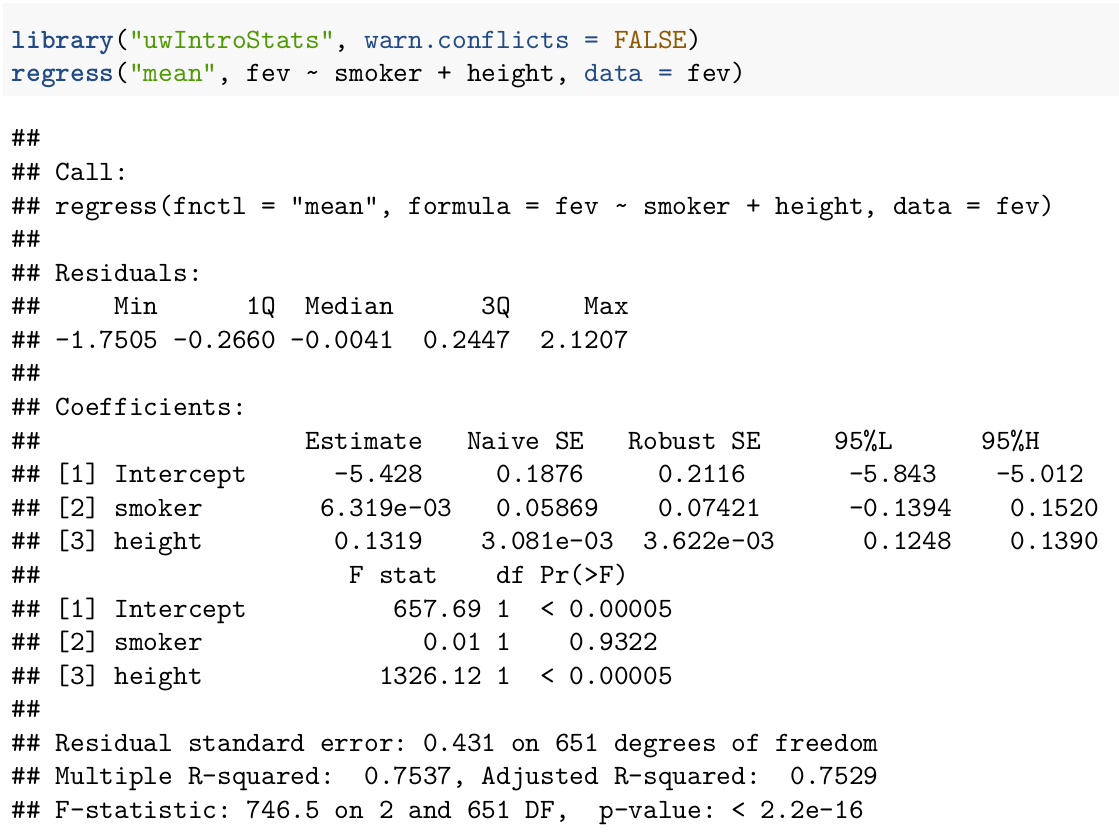 library("uwIntroStats", warn.conflicts = FALSE)
regress("mean", fev ~ smoker + height, data = fev)
##
## Call:
## regress(fnctl = "mean", formula = fev ~ smoker + height, data = fev)
##
## Residuals:
##     Min      1Q  Median      3Q     Max
## -1.7505 -0.2660 -0.0041  0.2447  2.1207
##
## Coefficients:
##                  Estimate   Naive SE   Robust SE     95%L      95%H
## [1] Intercept      -5.428     0.1876     0.2116      -5.843    -5.012
## [2] smoker        6.319e-03  0.05869     0.07421     -0.1394    0.1520
## [3] height         0.1319    3.081e-03  3.622e-03     0.1248    0.1390
##                     F stat    df Pr(>F)
## [1] Intercept          657.69 1  < 0.00005
## [2] smoker               0.01 1    0.9322
## [3] height            1326.12 1  < 0.00005
##
## Residual standard error: 0.431 on 651 degrees of freedom
## Multiple R-squared:  0.7537, Adjusted R-squared:  0.7529
## F-statistic: 746.5 on 2 and 651 DF,  p-value: < 2.2e-16